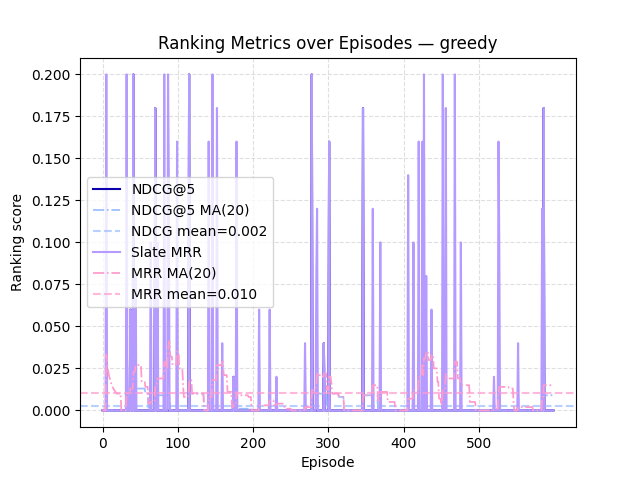 Ranking Metrics over Episodes — greedy
Ranking score
0.200
0.175
0.150
0.125
0.100
0.075
0.050
0.025
0.000
NDCG@5
NDCG@5 MA(20)
NDCG mean=0.002
Slate MRR
MRR MA(20)
MRR mean=0.010
0 100 200 300 400 500
Episode